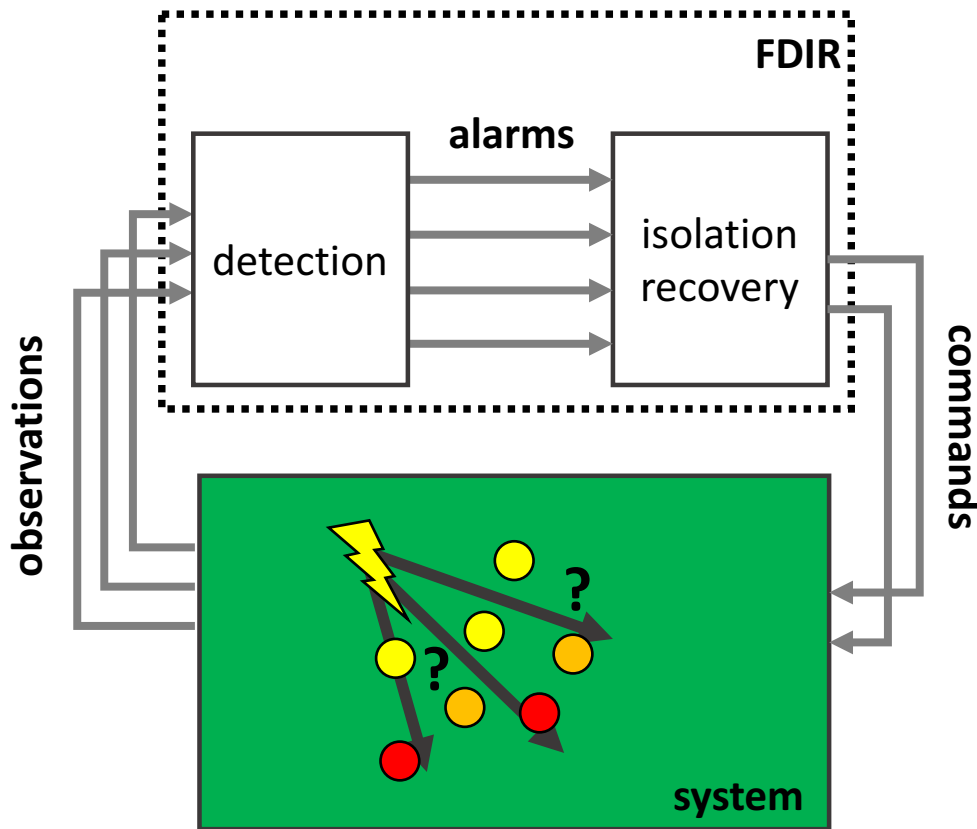 FDIR
alarms
detection
isolation
recovery
observations
commands
?
?
system